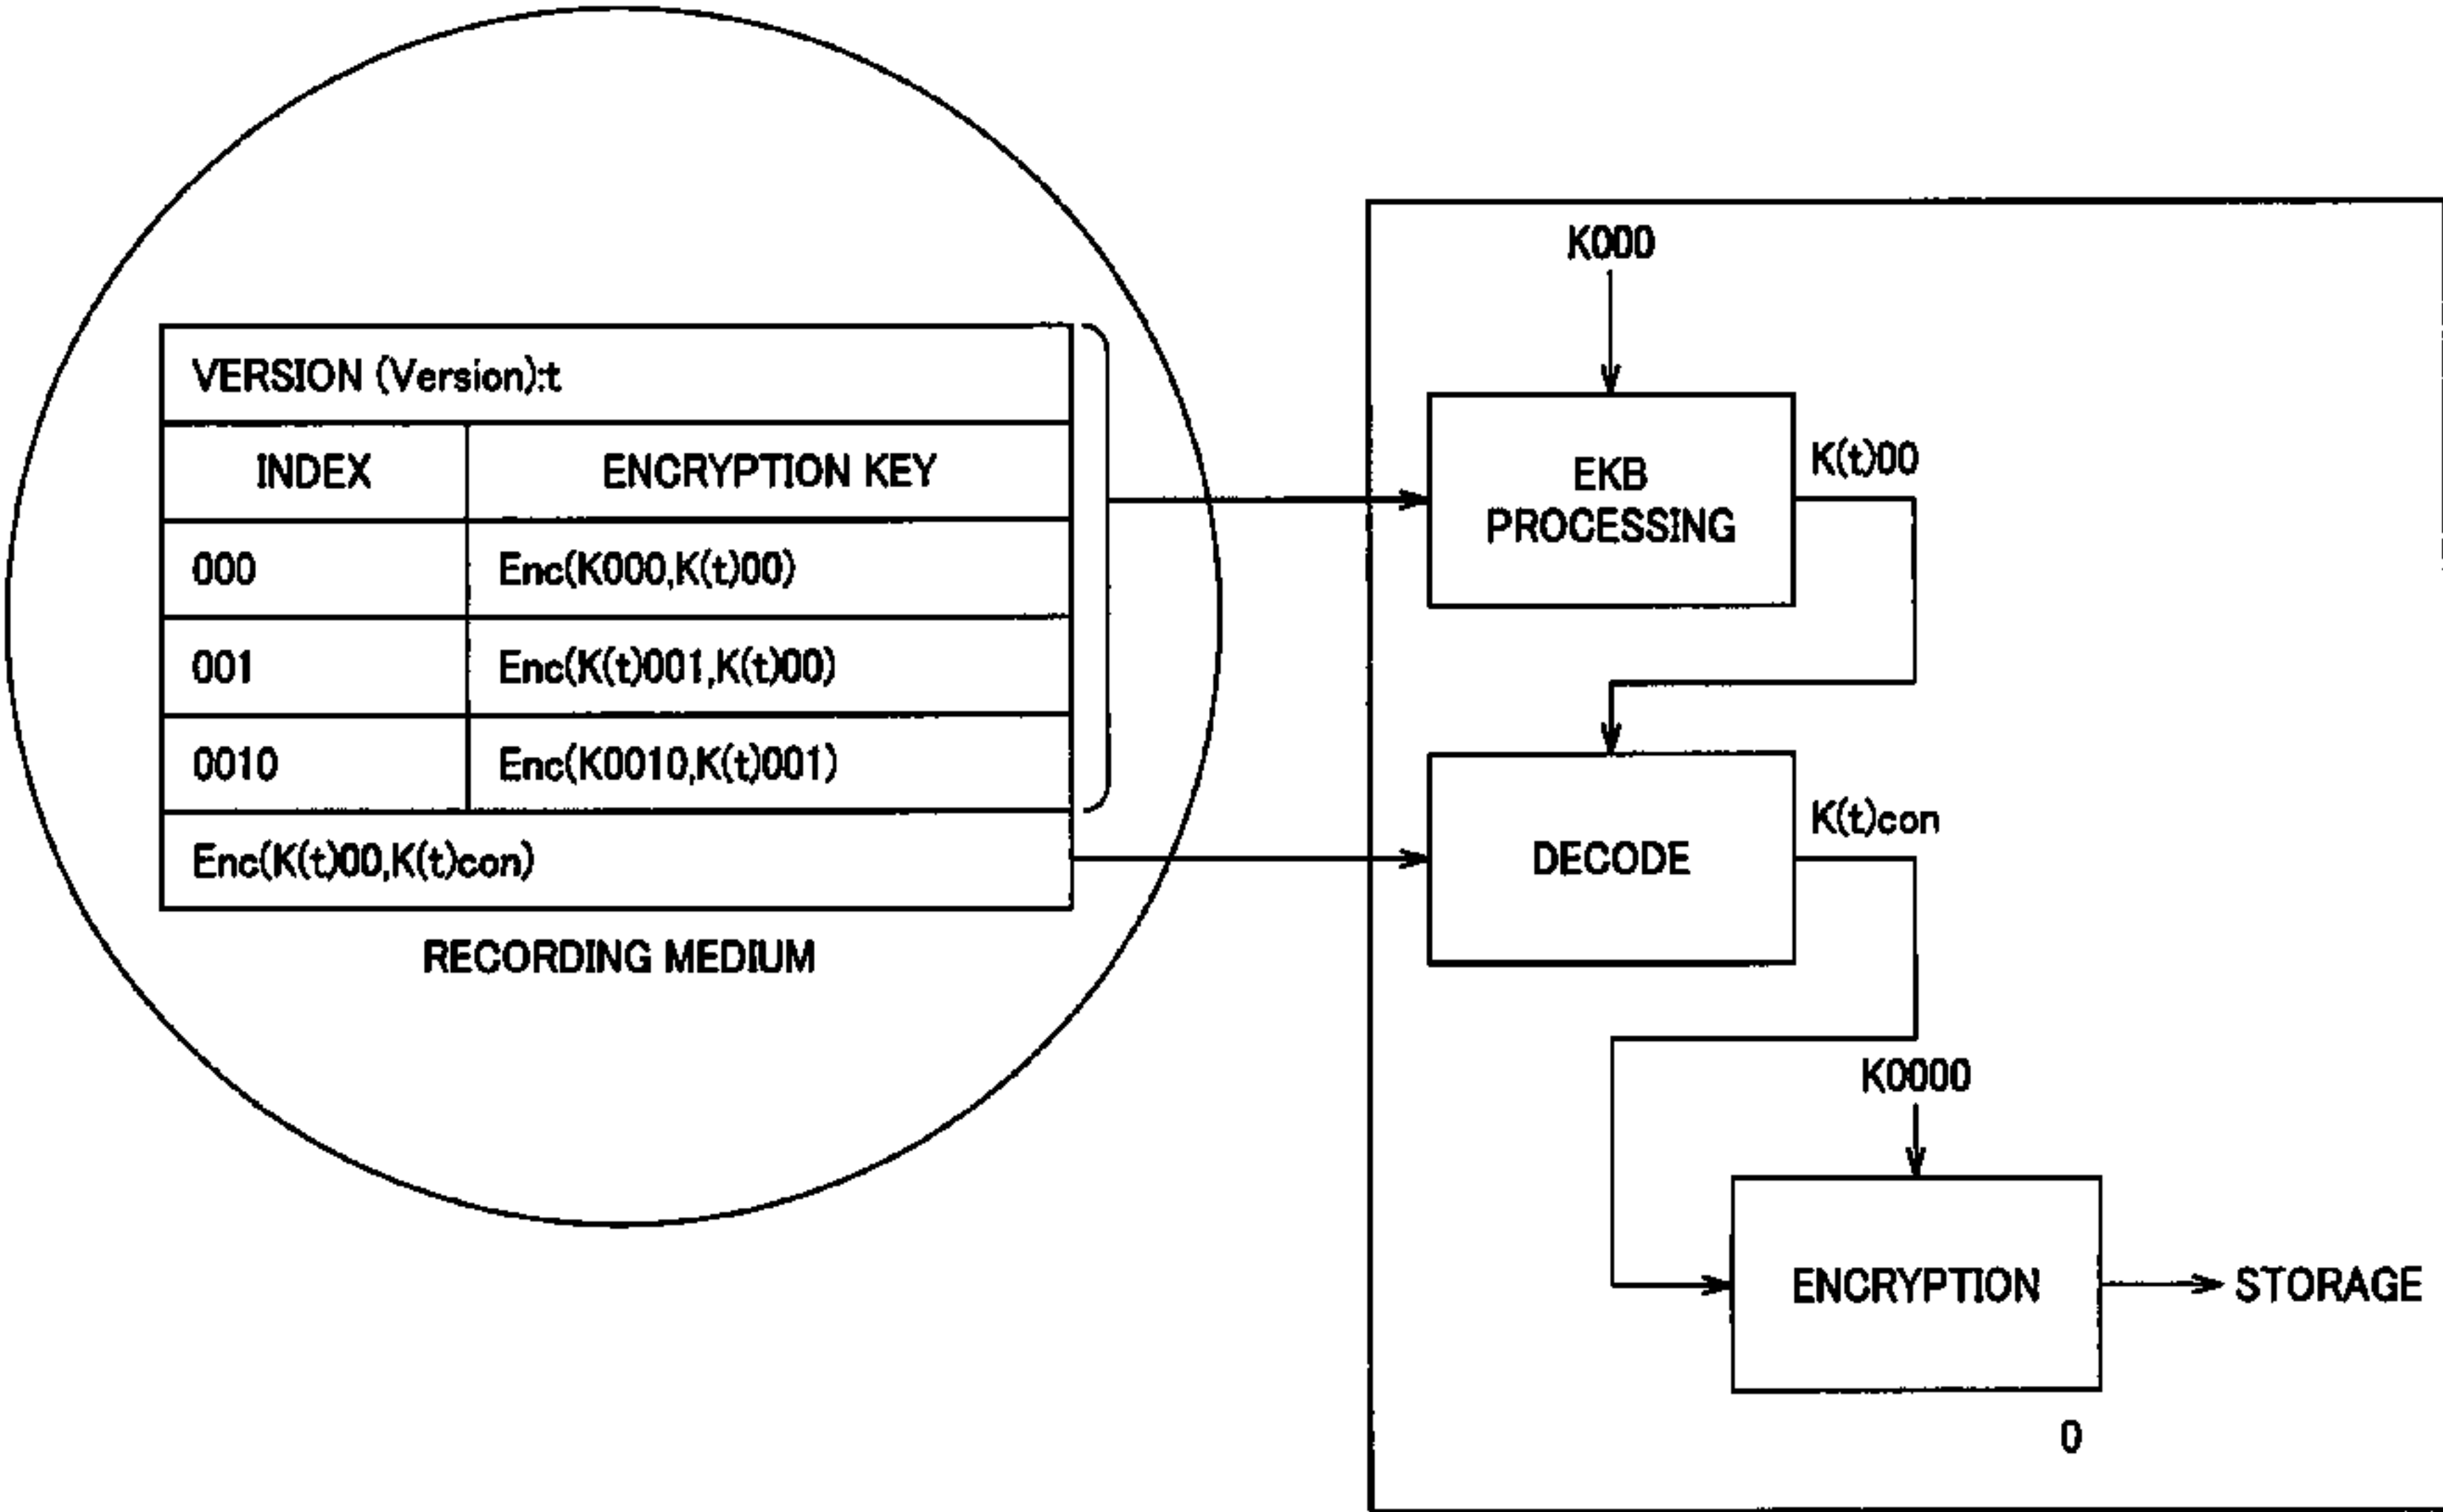 VERSION (Version):t
INDEX ENCRYPTION KEY
000 Enc(K000,K(t)00)
001 Enc(K(t)001,K(t)00)
0010 Enc(K0010,K(t)001)
Enc(K(t)00,K(t)con)
RECORDING MEDIUM
K000
EKB
PROCESSING
K(t)00
DECODE
K(t)con
K0000
ENCRYPTION
STORAGE
0